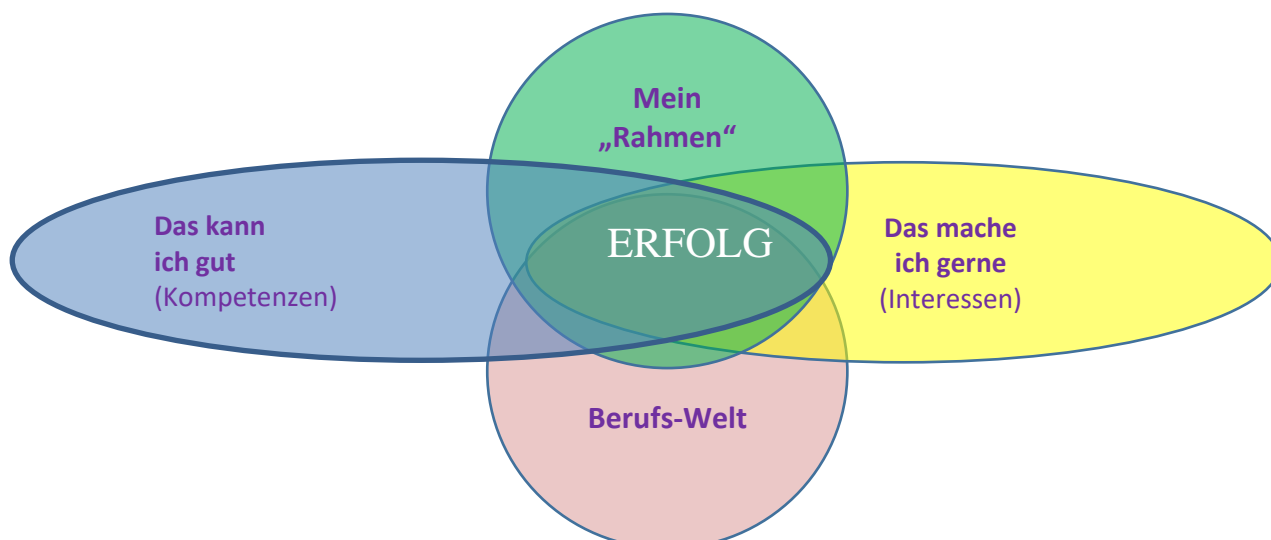 Mein
„Rahmen“
Das kann
ich gut
(Kompetenzen)
ERFOLG
Das mache
ich gerne
(Interessen)
Berufs-Welt